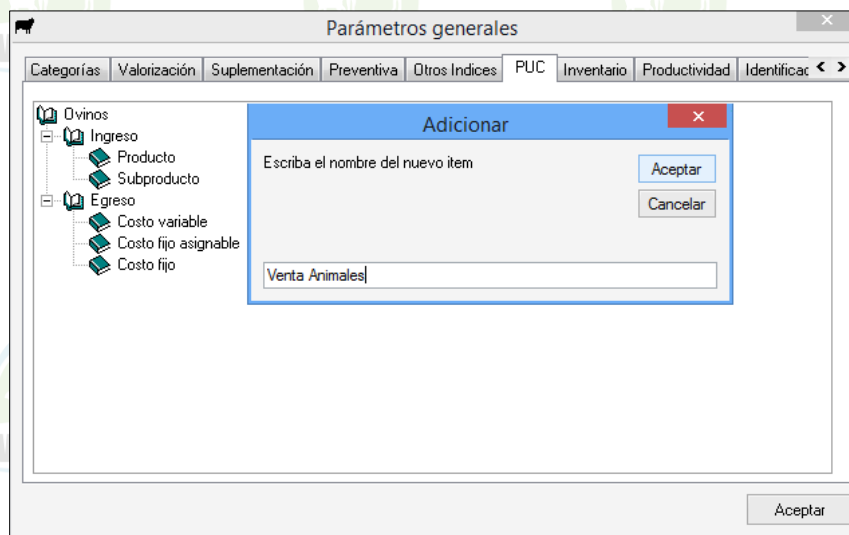 Parámetros generales
Categorías Valorización Suplementación Preventiva Otros Indices PUC Inventario Productividad Identificac
Ovinos
Ingreso
Producto
Subproducto
Egreso
Costo variable
Costo fijo asignable
Costo fijo
Adicionar
Escriba el nombre del nuevo item
Aceptar
Cancelar
Venta Animales
Aceptar